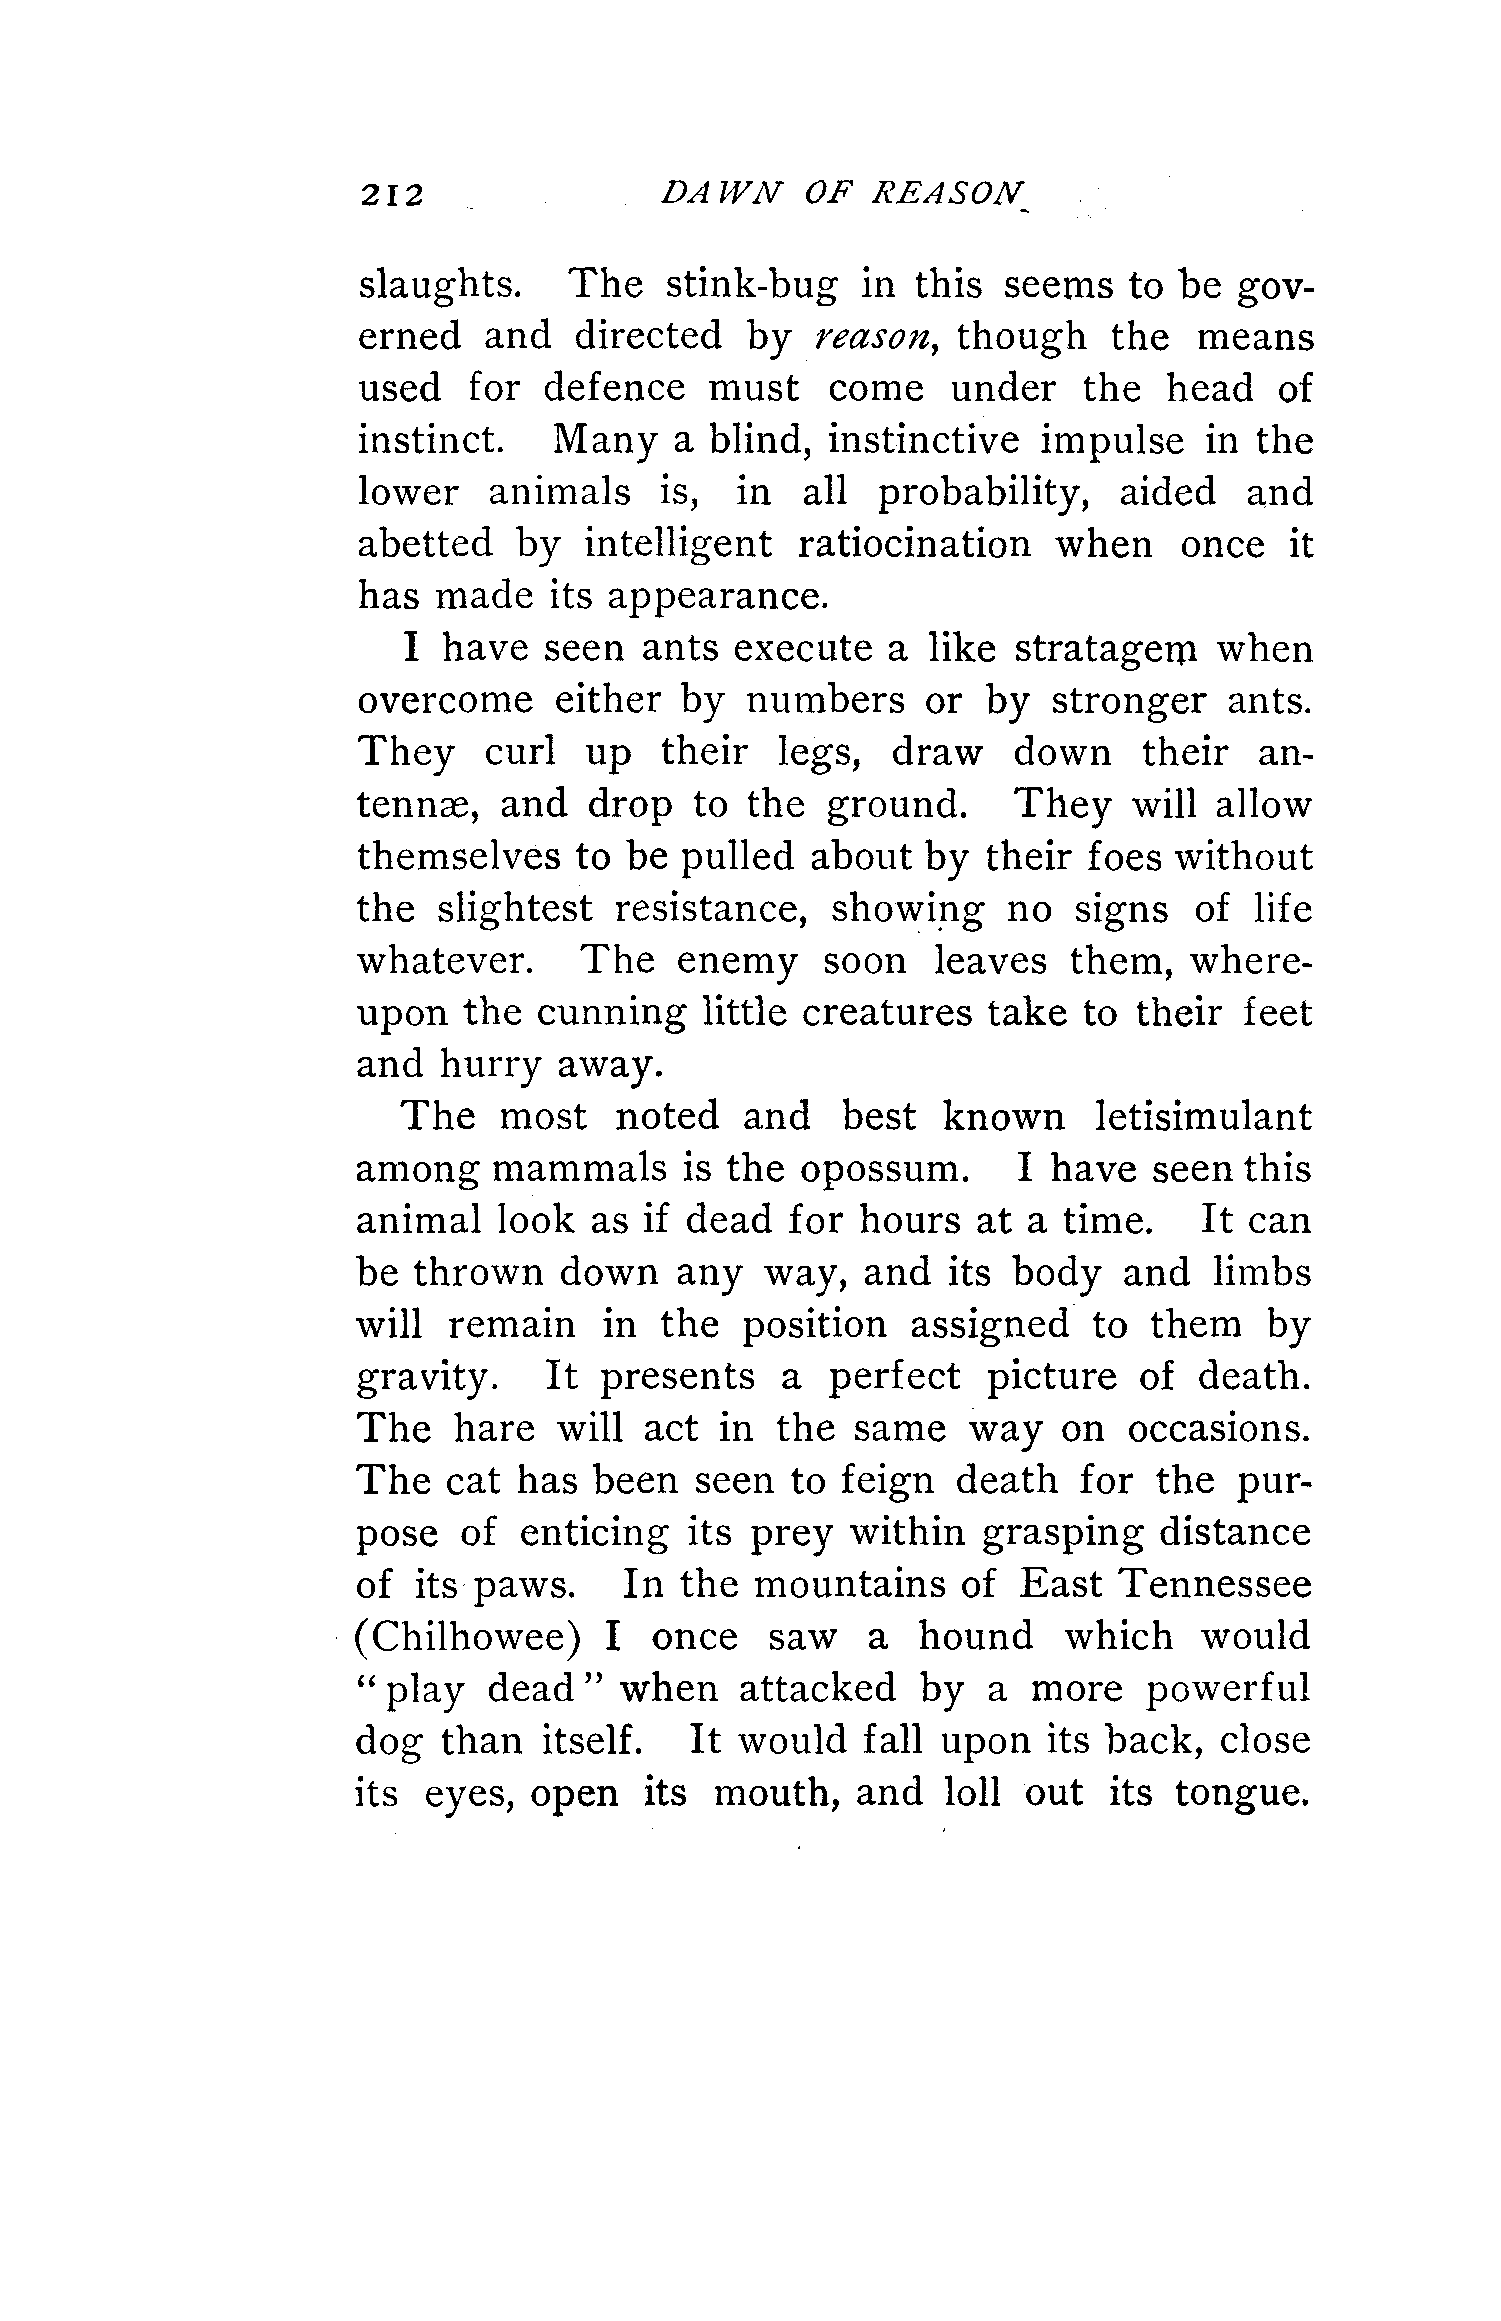 212 DAWN OF REASON
slaughts. The stink-bug in this seems to be gov-
erned and directed by reason, though the means
used for defence must come under the head of
instinct. Many a blind, instinctive impulse in the
lower animals is, in all probability, aided and
abetted by intelligent ratiocination when once it
has made its appearance.
I have seen ants execute a like stratagem when
overcome either by numbers or by stronger ants.
They curl up their legs, draw down their an-
tennæ, and drop to the ground. They will allow
themselves to be pulled about by their foes without
the slightest resistance, showing no signs of life
whatever. The enemy soon leaves them, where-
upon the cunning little creatures take to their feet
and hurry away.
The most noted and best known letisimulant
among mammals is the opossum. I have seen this
animal look as if dead for hours at a time. It can
be thrown down any way, and its body and limbs
will remain in the position assigned to them by
gravity. It presents a perfect picture of death.
The hare will act in the same way on occasions.
The cat has been seen to feign death for the pur-
pose of enticing its prey within grasping distance
of its paws. In the mountains of East Tennessee
(Chilhowee) I once saw a hound which would
"play dead" when attacked by a more powerful
dog than itself. It would fall upon its back, close
its eyes, open its mouth, and loll out its tongue.